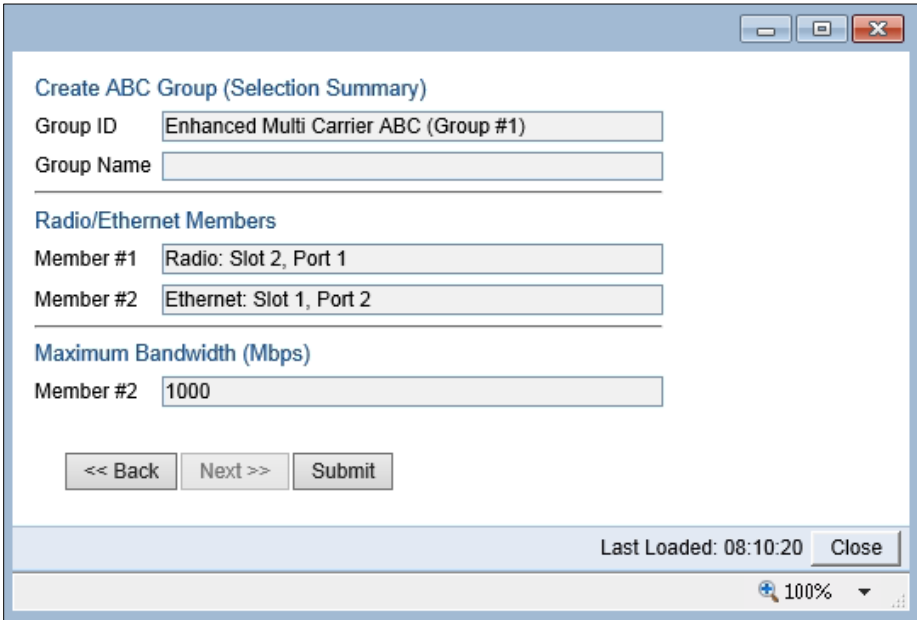 Create ABC Group (Selection Summary)
Group ID Enhanced Multi Carrier ABC (Group #1)
Group Name
Radio/Ethernet Members
Member #1 Radio: Slot 2, Port 1
Member #2 Ethernet: Slot 1, Port 2
Maximum Bandwidth (Mbps)
Member #2 1000
<< Back Next >> Submit
Last Loaded: 08:10:20 Close
100%